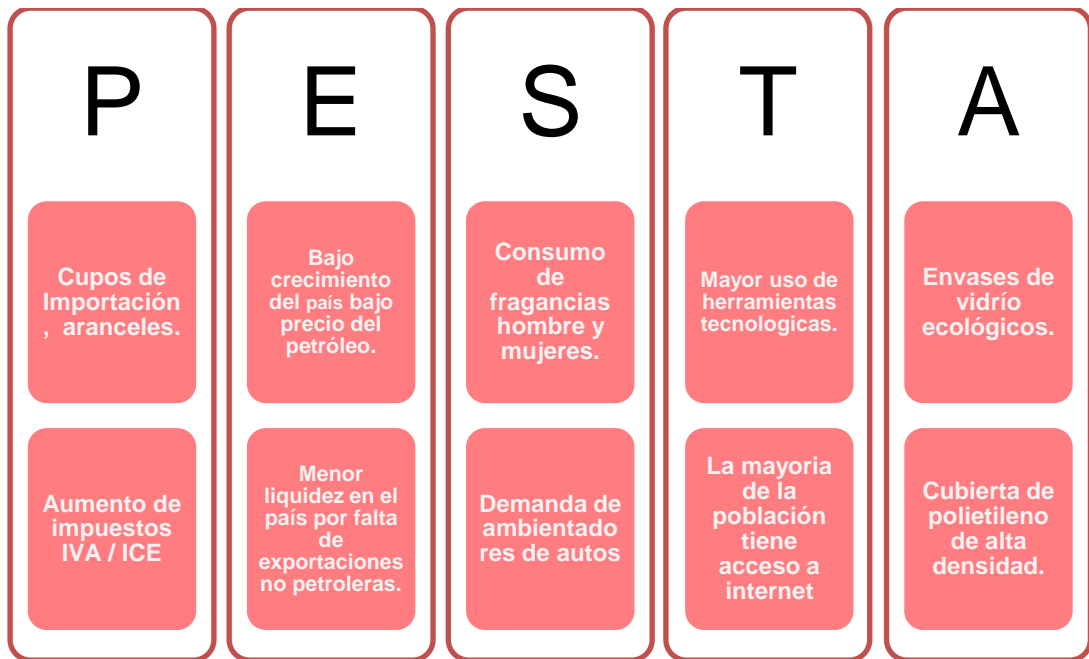 P
Cupos de
Importación
, aranceles.
Aumento de
impuestos
IVA / ICE
E
Bajo
crecimiento
del país bajo
precio del
petróleo.
Menor
liquidez en el
país por falta
de
exportaciones
no petroleras.
S
Consumo
de
fragancias
hombre y
mujeres.
Demanda de
ambientado
res de autos
T
Mayor uso de
herramientas
tecnologicas.
La mayoria
de la
población
tiene
acceso a
internet
A
Envases de
vidrío
ecológicos.
Cubierta de
polietileno
de alta
densidad.